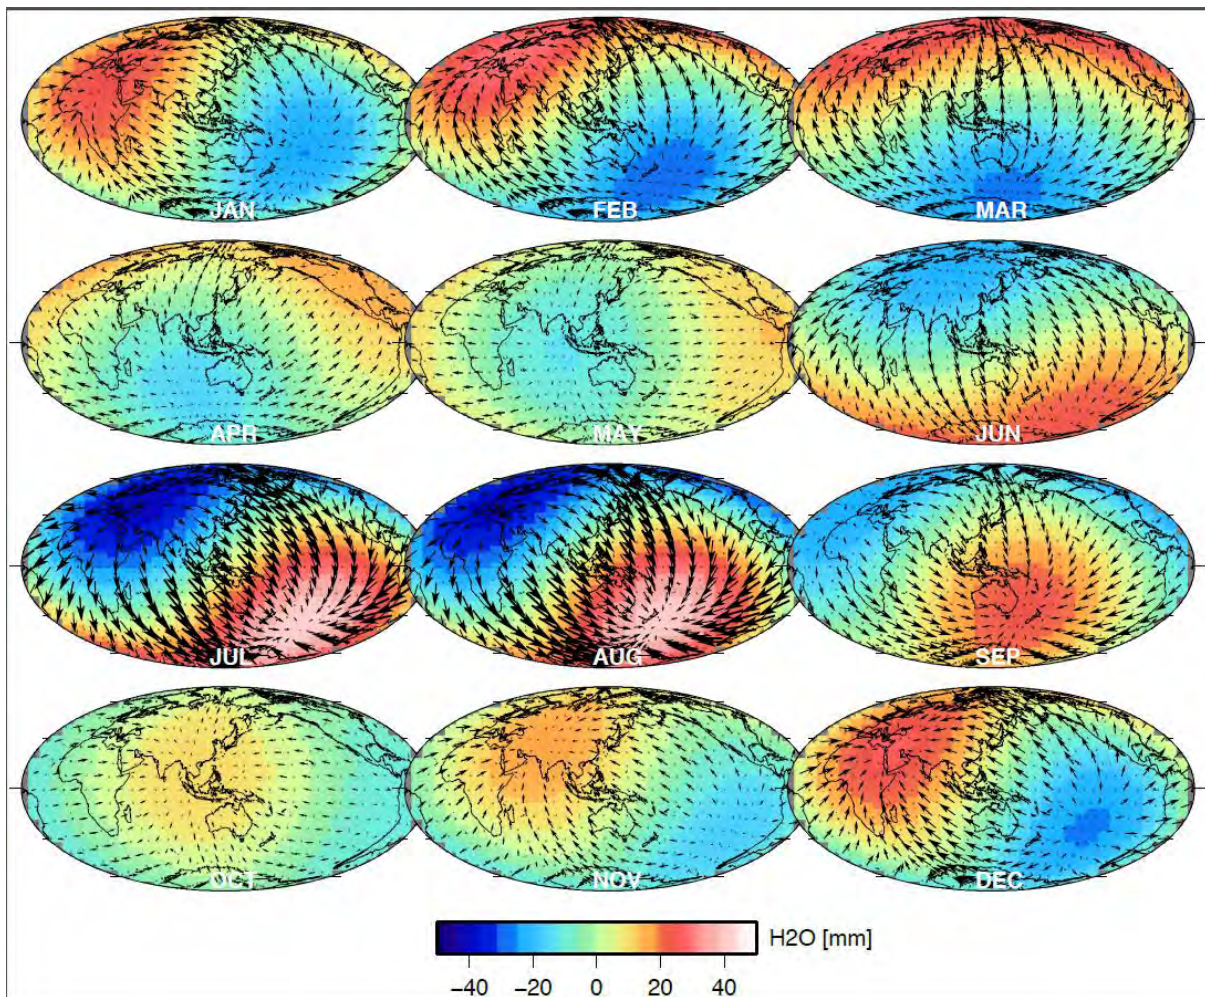 JAN FEB MAR
APR MAY JUN
JUL AUG SEP
OCT NOV DEC
H2O [mm]
−40 −20 0 20 40